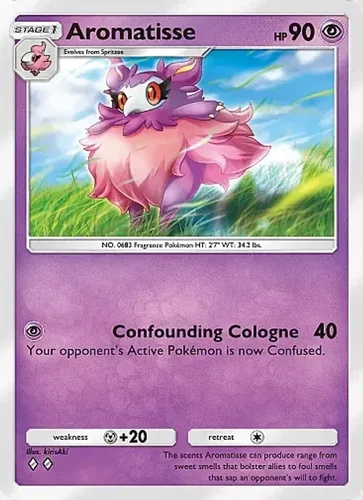 STAGE 1 Aromatisse HP 90
Evolves from Spritzee
NO. 0683 Fragrance Pokémon HT: 2'7" WT: 34.2 lbs.
Confounding Cologne 40
Your opponent's Active Pokémon is now Confused.
weakness +20 retreat
Illus. kirisAki
The scents Aromatisse can produce range from
sweet smells that bolster allies to foul smells
that sap an opponent's will to fight.